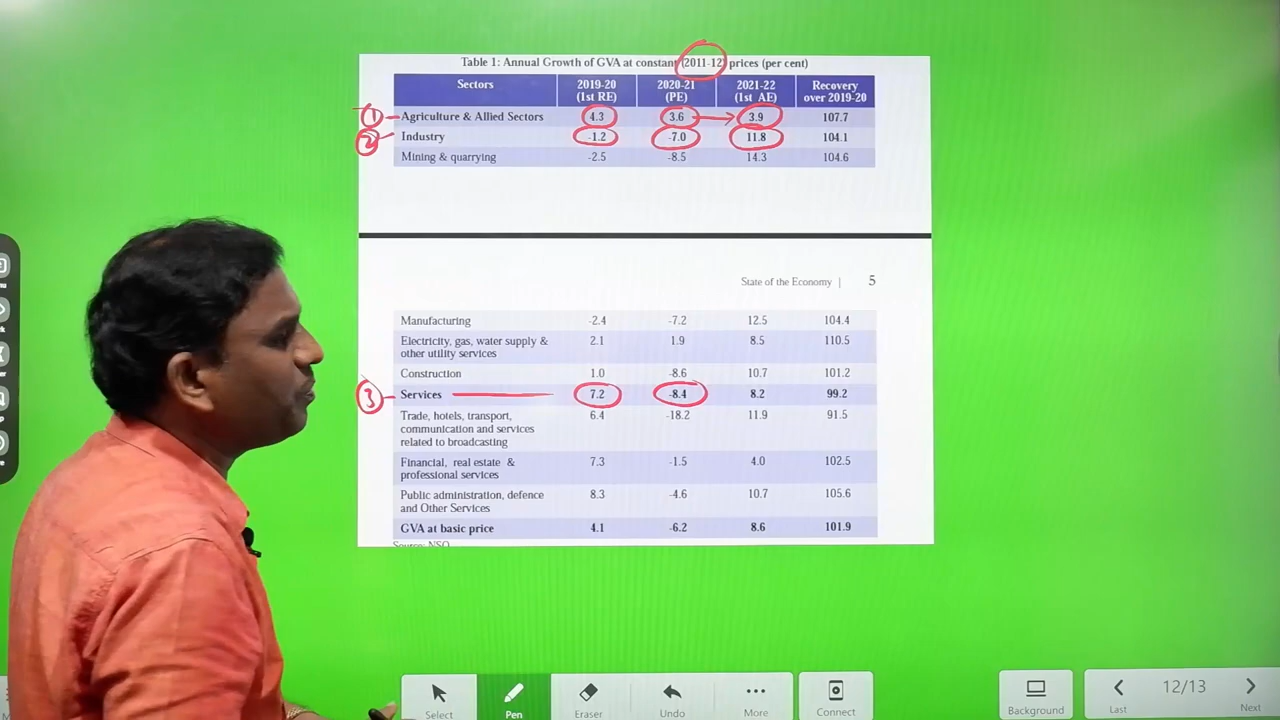 Table 1: Annual Growth of GVA at constant (2011-12) prices (per cent)
Sectors 2019-20 (1st RE) 2020-21 (PE) 2021-22 (1st AE) Recovery over 2019-20
1 Agriculture & Allied Sectors 4.3 3.6 3.9 107.7
2 Industry -1.2 -7.0 11.8 104.1
Mining & quarrying -2.5 -8.5 14.3 104.6
State of the Economy | 5
Manufacturing -2.4 -7.2 12.5 104.4
Electricity, gas, water supply & 2.1 1.9 8.5 110.5
other utility services
Construction 1.0 -8.6 10.7 101.2
3 Services 7.2 -8.4 8.2 99.2
Trade, hotels, transport, 6.4 -18.2 11.9 91.5
communication and services
related to broadcasting
Financial, real estate & 7.3 -1.5 4.0 102.5
professional services
Public administration, defence 8.3 -4.6 10.7 105.6
and Other Services
GVA at basic price 4.1 -6.2 8.6 101.9
Source: NSO
Select Pen Eraser Undo More Connect Background Last 12/13 Next